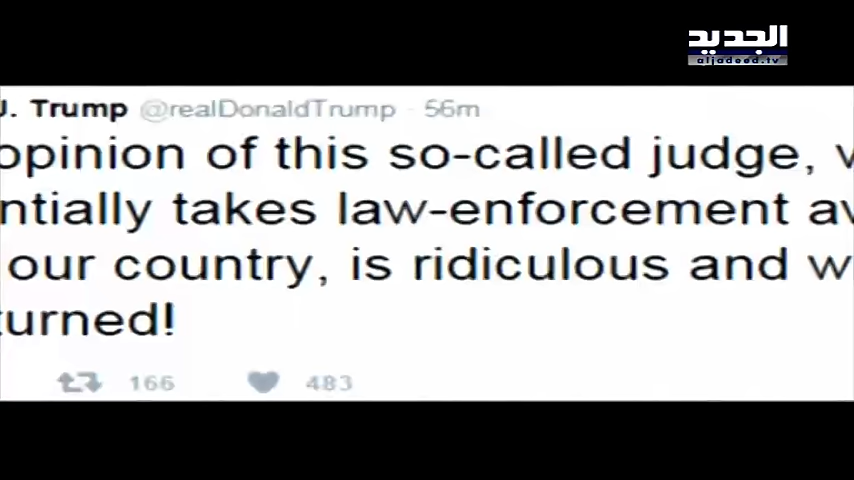 الجديد
aljadeed.tv
J. Trump @realDonaldTrump · 56m
opinion of this so-called judge,
ntially takes law-enforcement
our country, is ridiculous and
turned!
166 483